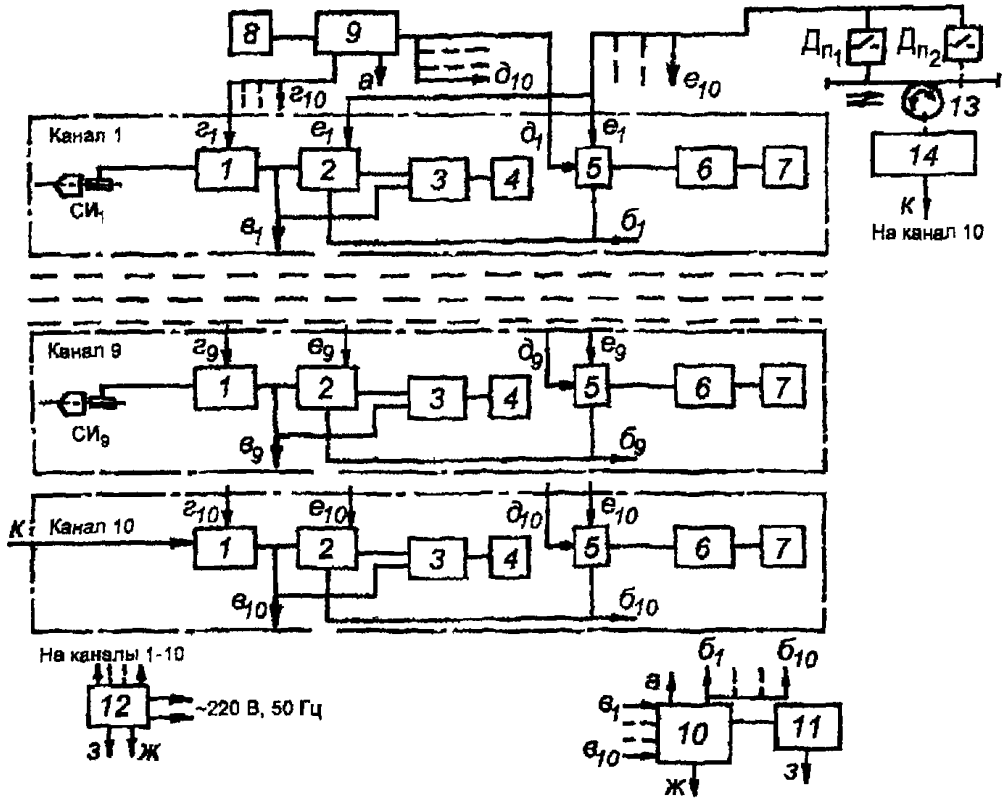 8 9 Дп1 Дп2
а д10 е10
г10 13
Канал 1 г1 е1 д1 е1 14
1 2 3 4 5 6 7
СИ1 К
в1 б1 На канал 10
Канал 9 г9 е9 д9 е9
1 2 3 4 5 6 7
СИ9
в9 б9
К Канал 10 г10 е10 д10 е10
1 2 3 4 5 6 7
в10 б10
На каналы 1-10 б1 б10
а
12 ~220 В, 50 Гц в1 10 11
в10
з ж ж з